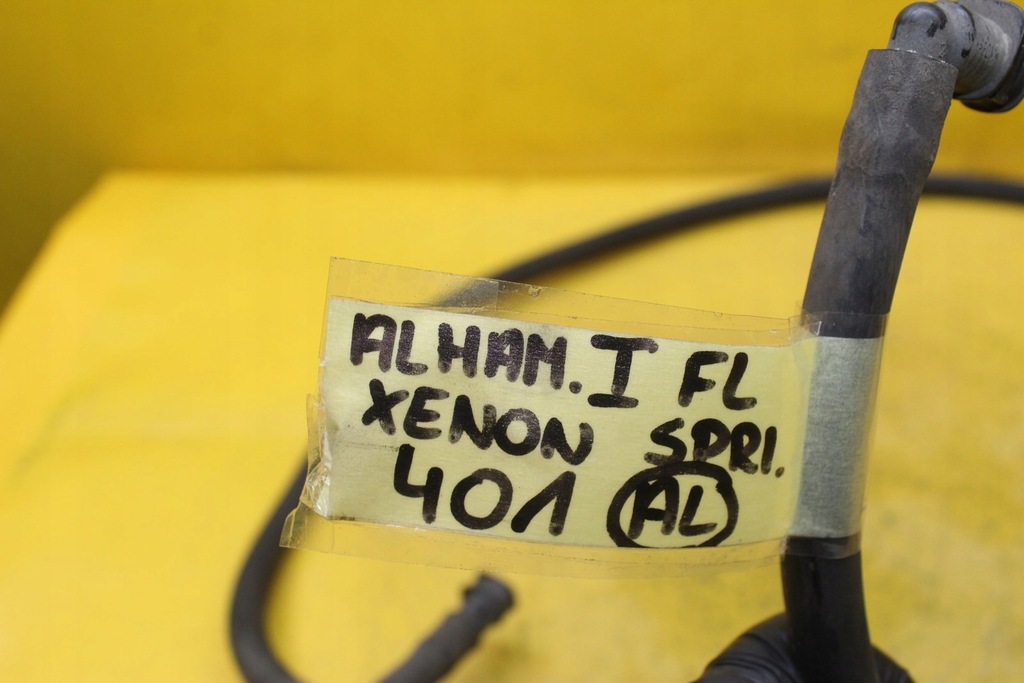 ALHAM. I FL
XENON SPRI.
401 AL